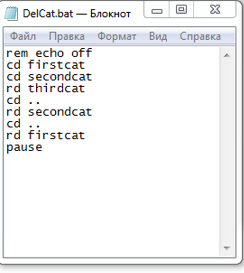 DelCat.bat — Блокнот
Файл Правка Формат Вид Справка
rem echo off
cd firstcat
cd secondcat
rd thirdcat
cd ..
rd secondcat
cd ..
rd firstcat
pause